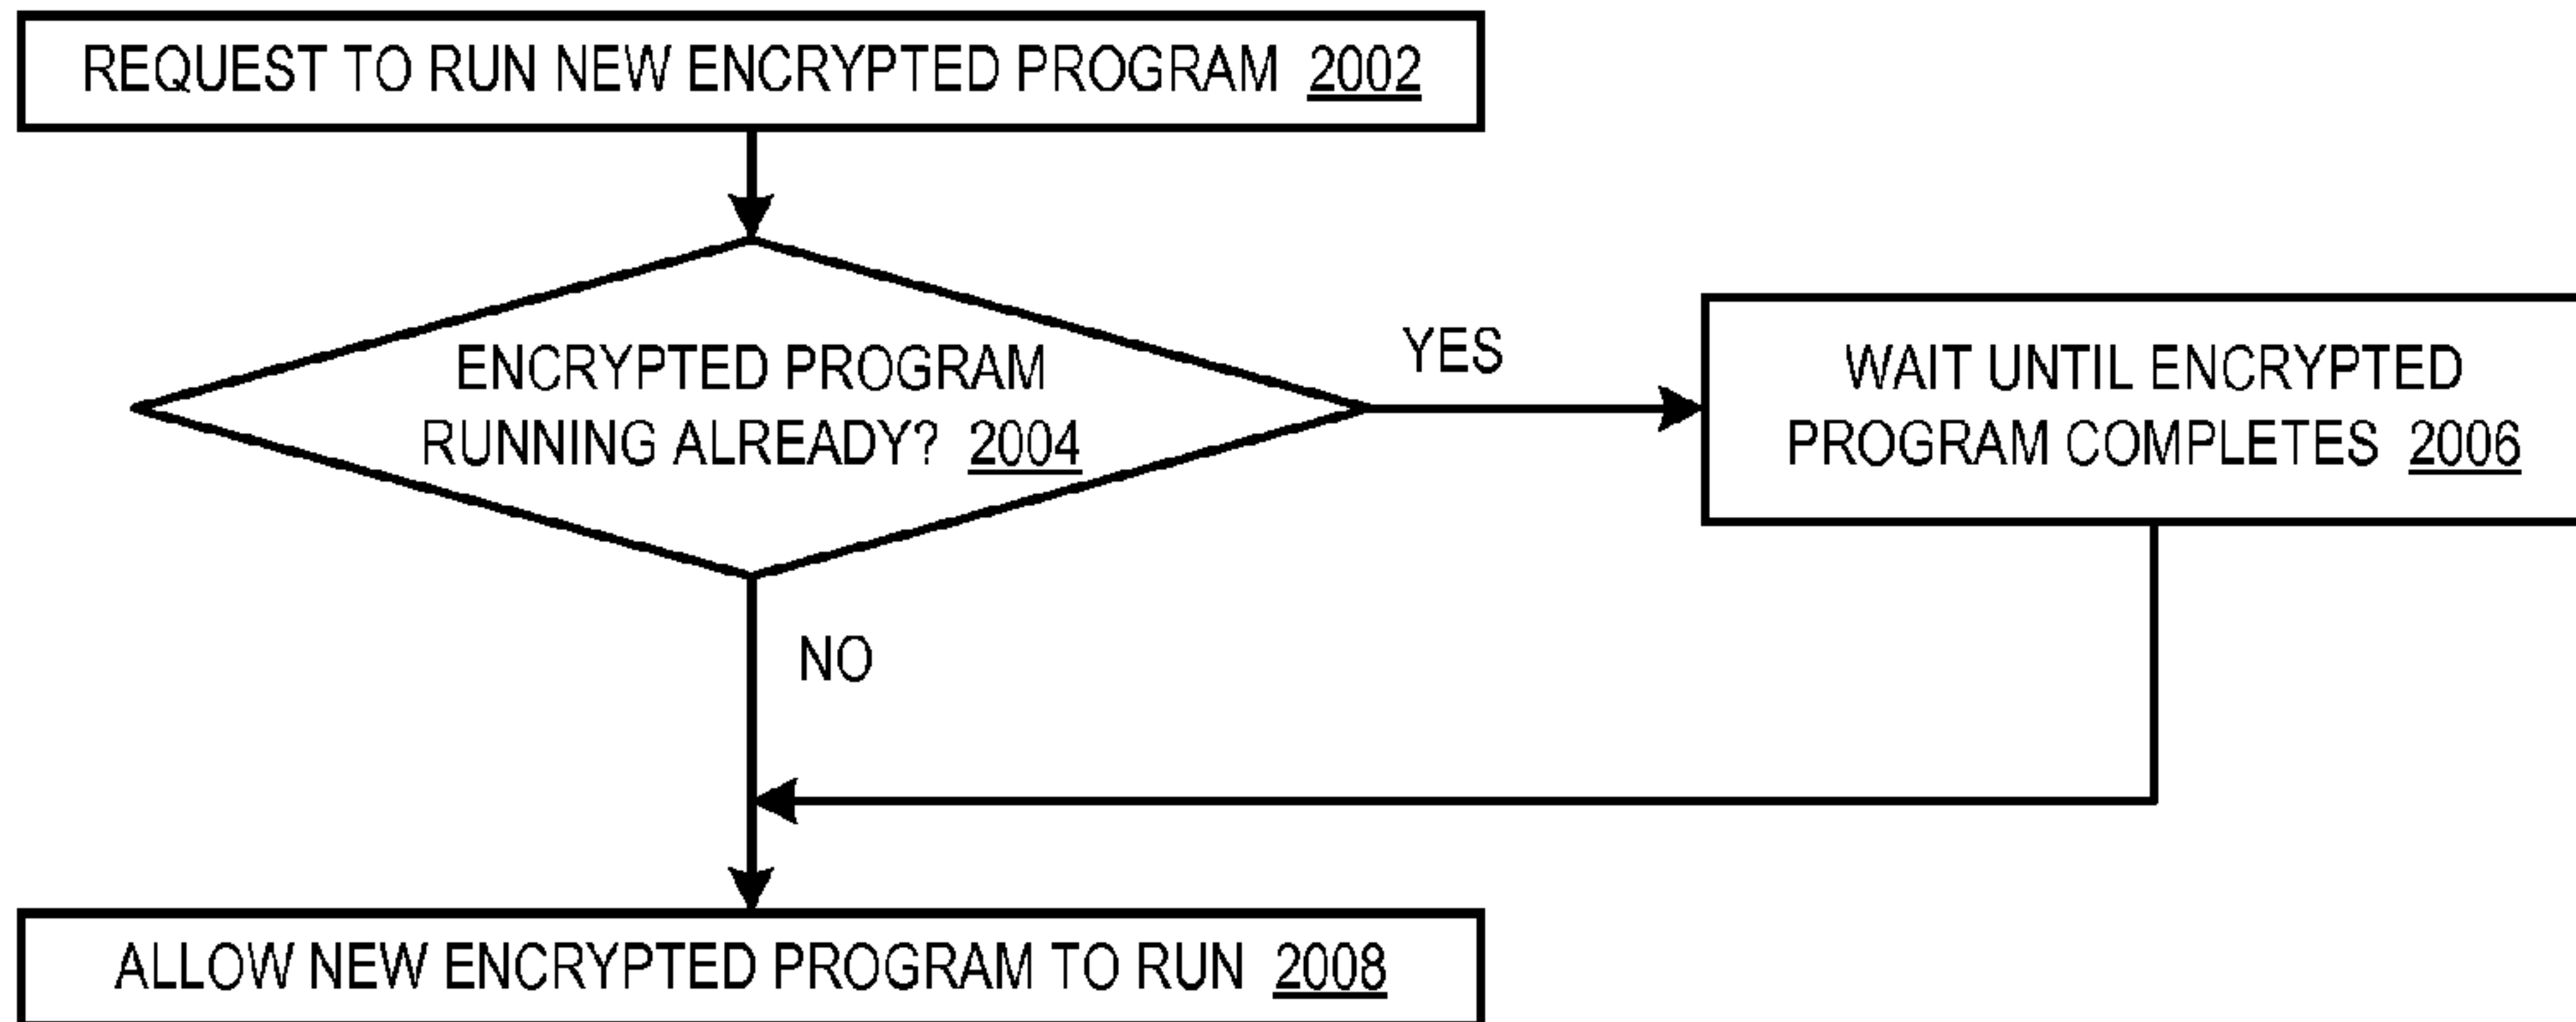 REQUEST TO RUN NEW ENCRYPTED PROGRAM 2002
ENCRYPTED PROGRAM
RUNNING ALREADY? 2004
YES
WAIT UNTIL ENCRYPTED
PROGRAM COMPLETES 2006
NO
ALLOW NEW ENCRYPTED PROGRAM TO RUN 2008